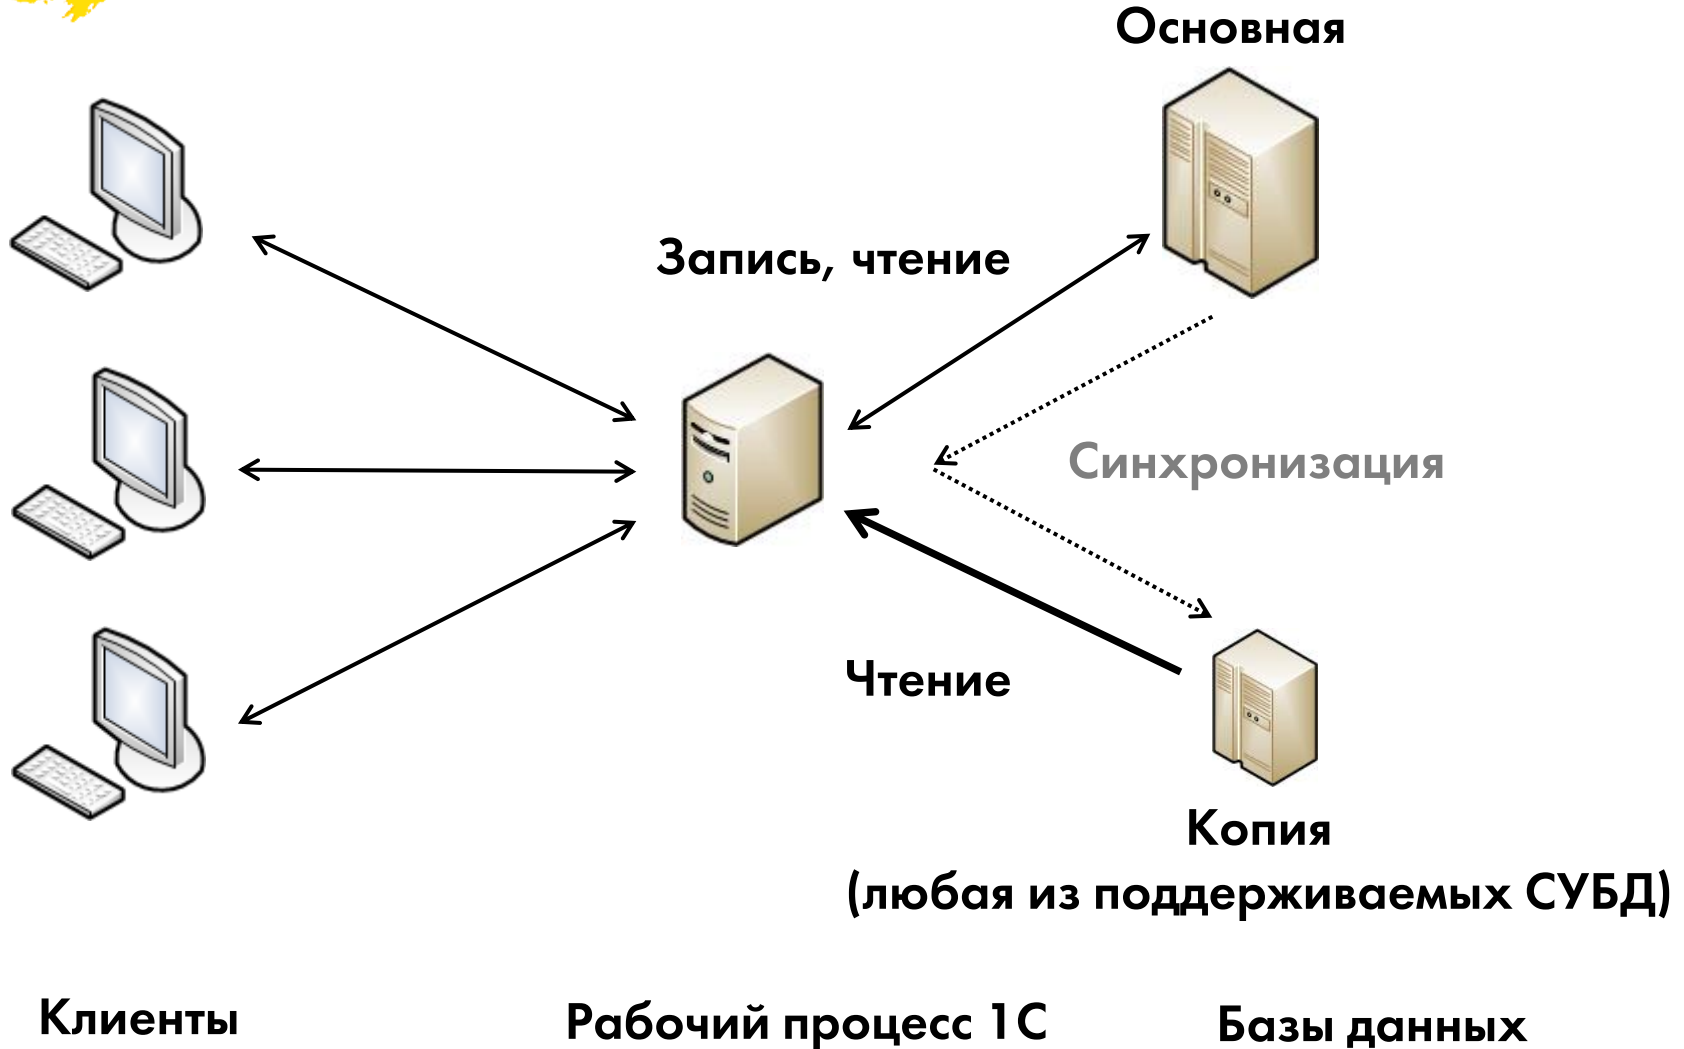 Основная
Запись, чтение
Синхронизация
Чтение
Копия
(любая из поддерживаемых СУБД)
Клиенты
Рабочий процесс 1С
Базы данных